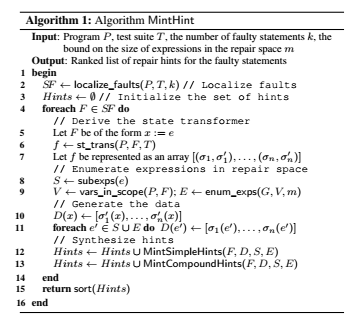 Algorithm 1: Algorithm MintHint
Input: Program P, test suite T, the number of faulty statements k, the
bound on the size of expressions in the repair space m
Output: Ranked list of repair hints for the faulty statements
1 begin
2 SF ← localize_faults(P, T, k) // Localize faults
3 Hints ← ∅ // Initialize the set of hints
4 foreach F ∈ SF do
// Derive the state transformer
5 Let F be of the form x := e
6 f ← st_trans(P, F, T)
7 Let f be represented as an array [(σ₁, σ′₁), . . . , (σₙ, σ′ₙ)]
// Enumerate expressions in repair space
8 S ← subexps(e)
9 V ← vars_in_scope(P, F); E ← enum_exps(G, V, m)
// Generate the data
10 D(x) ← [σ′₁(x), . . . , σ′ₙ(x)]
11 foreach e′ ∈ S ∪ E do D(e′) ← [σ₁(e′), . . . , σₙ(e′)]
// Synthesize hints
12 Hints ← Hints ∪ MintSimpleHints(F, D, S, E)
13 Hints ← Hints ∪ MintCompoundHints(F, D, S, E)
14 end
15 return sort(Hints)
16 end